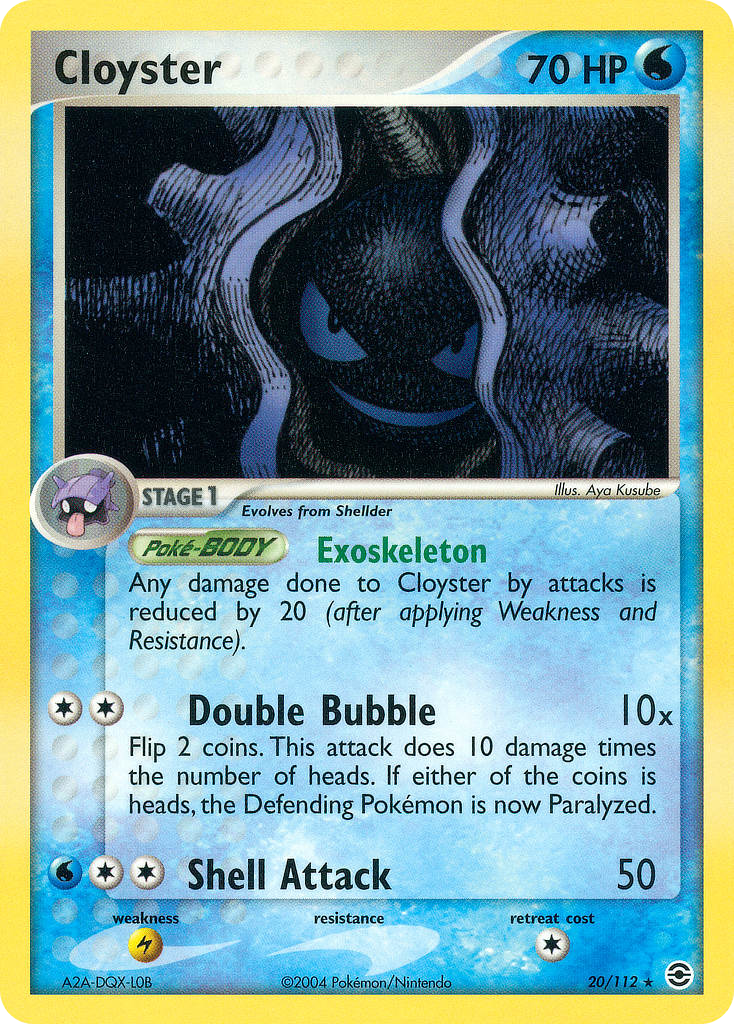 Cloyster
70 HP
Illus. Aya Kusube
STAGE 1
Evolves from Shellder
Poké-BODY Exoskeleton
Any damage done to Cloyster by attacks is
reduced by 20 (after applying Weakness and
Resistance).
Double Bubble 10x
Flip 2 coins. This attack does 10 damage times
the number of heads. If either of the coins is
heads, the Defending Pokémon is now Paralyzed.
Shell Attack 50
weakness resistance retreat cost
A2A-DQX-L0B ©2004 Pokémon/Nintendo 20/112 ★